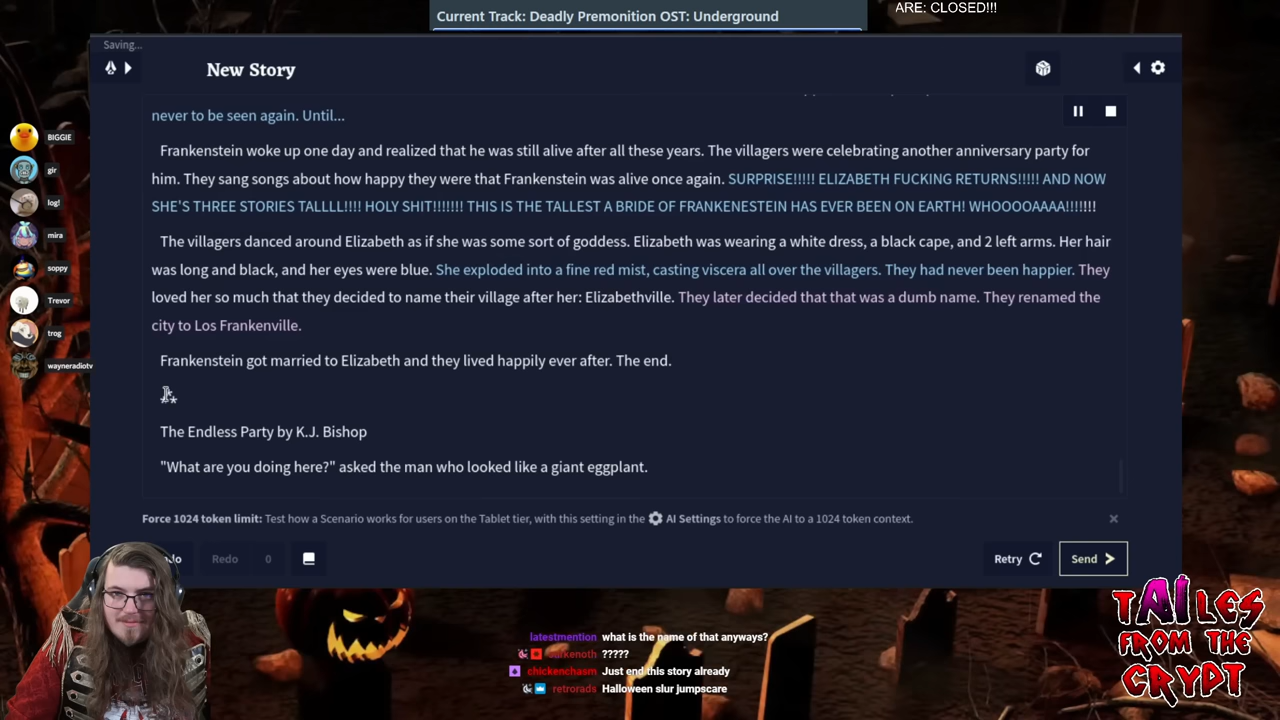 Current Track: Deadly Premonition OST: Underground
ARE: CLOSED!!!
Saving...
New Story
never to be seen again. Until...
Frankenstein woke up one day and realized that he was still alive after all these years. The villagers were celebrating another anniversary party for
him. They sang songs about how happy they were that Frankenstein was alive once again. SURPRISE!!!!! ELIZABETH FUCKING RETURNS!!!!! AND NOW
SHE'S THREE STORIES TALLLL!!!! HOLY SHIT!!!!!!! THIS IS THE TALLEST A BRIDE OF FRANKENESTEIN HAS EVER BEEN ON EARTH! WHOOOOAAAA!!!!!!!
The villagers danced around Elizabeth as if she was some sort of goddess. Elizabeth was wearing a white dress, a black cape, and 2 left arms. Her hair
was long and black, and her eyes were blue. She exploded into a fine red mist, casting viscera all over the villagers. They had never been happier. They
loved her so much that they decided to name their village after her: Elizabethville. They later decided that that was a dumb name. They renamed the
city to Los Frankenville.
Frankenstein got married to Elizabeth and they lived happily ever after. The end.
The Endless Party by K.J. Bishop
"What are you doing here?" asked the man who looked like a giant eggplant.
Force 1024 token limit: Test how a Scenario works for users on the Tablet tier, with this setting in the AI Settings to force the AI to a 1024 token context.
Redo 0
Retry
Send
BIGGIE
gir
log!
mira
soppy
Trevor
trog
wayneradiotv
latestmention what is the name of that anyways?
?????
chickenchasm Just end this story already
retrorads Halloween slur jumpscare
TAILES
FROM THE
CRYPT